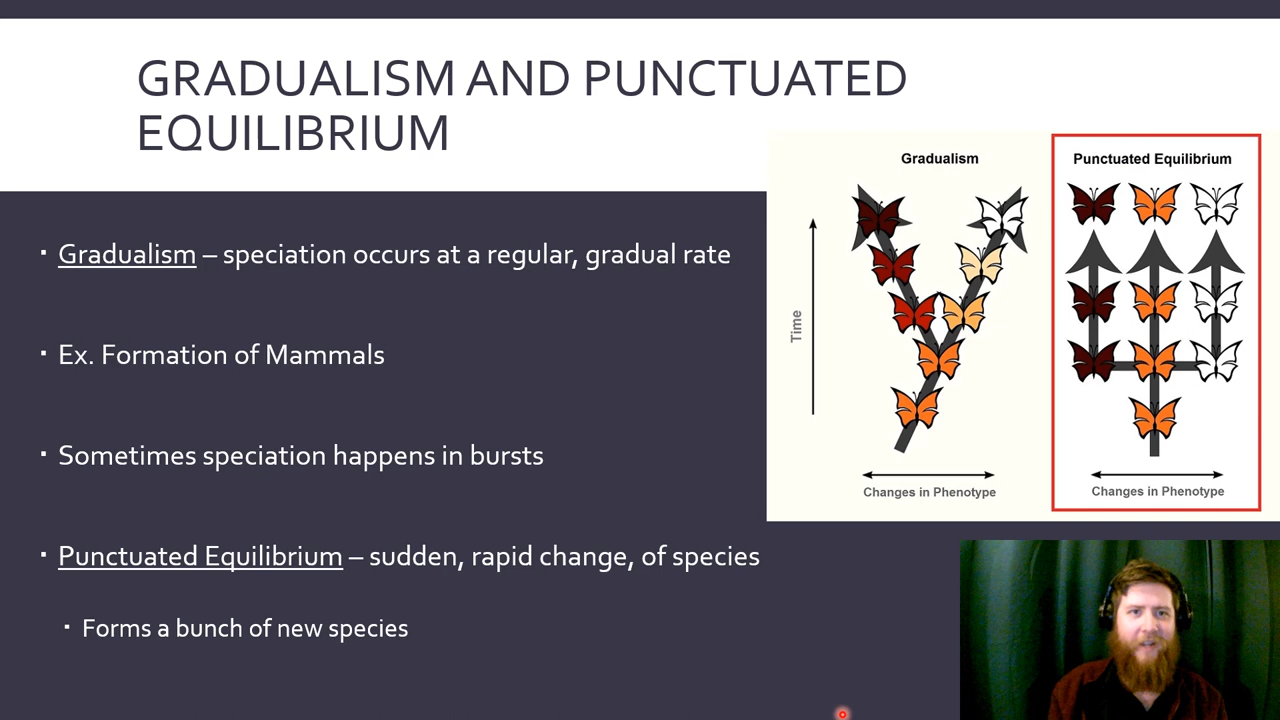 GRADUALISM AND PUNCTUATED
EQUILIBRIUM
▪ Gradualism – speciation occurs at a regular, gradual rate
▪ Ex. Formation of Mammals
▪ Sometimes speciation happens in bursts
▪ Punctuated Equilibrium – sudden, rapid change, of species
▪ Forms a bunch of new species
Gradualism
Time
Changes in Phenotype
Punctuated Equilibrium
Changes in Phenotype